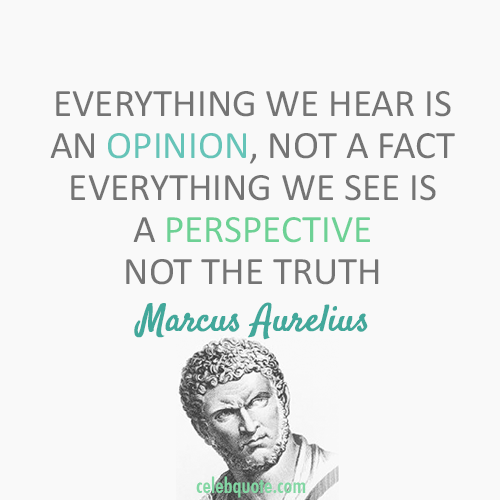 EVERYTHING WE HEAR IS
AN OPINION, NOT A FACT
EVERYTHING WE SEE IS
A PERSPECTIVE
NOT THE TRUTH
Marcus Aurelius
celebquote.com